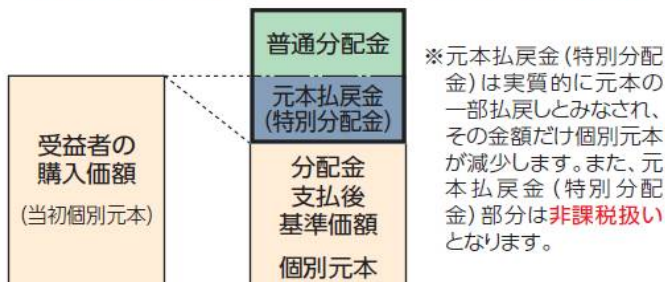 普通分配金
元本払戻金
(特別分配金)
受益者の
購入価額
(当初個別元本)
分配金
支払後
基準価額
個別元本
※元本払戻金(特別分配
金)は実質的に元本の
一部払戻しとみなされ、
その金額だけ個別元本
が減少します。また、元
本払戻金(特別分配
金)部分は非課税扱い
となります。